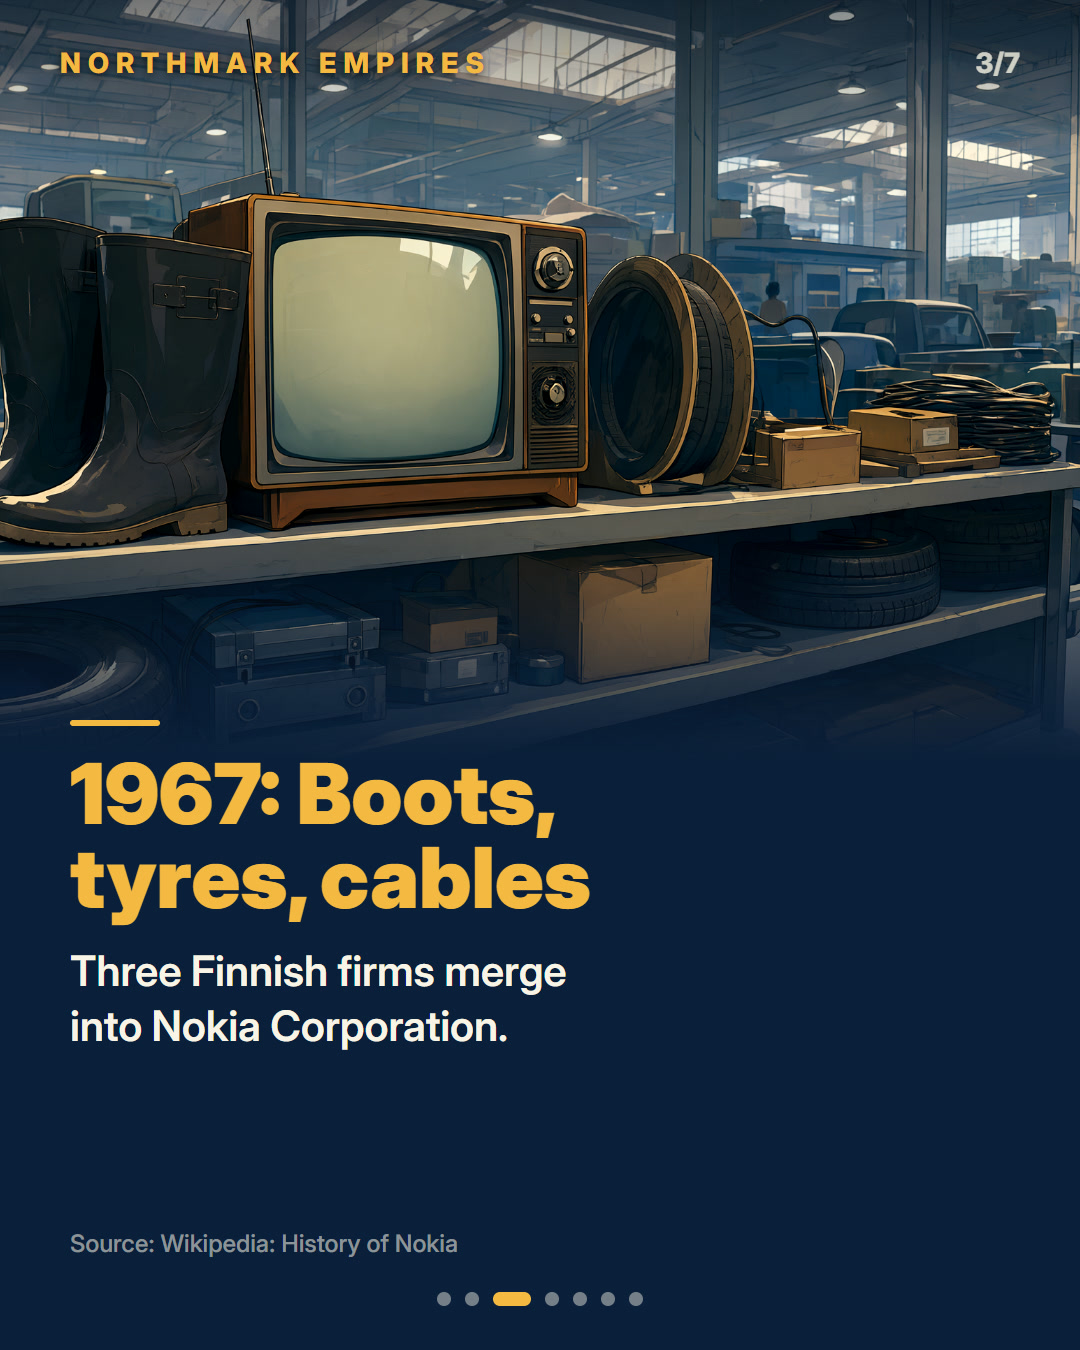 NORTHMARK EMPIRES
3/7
1967: Boots,
tyres, cables
Three Finnish firms merge
into Nokia Corporation.
Source: Wikipedia: History of Nokia